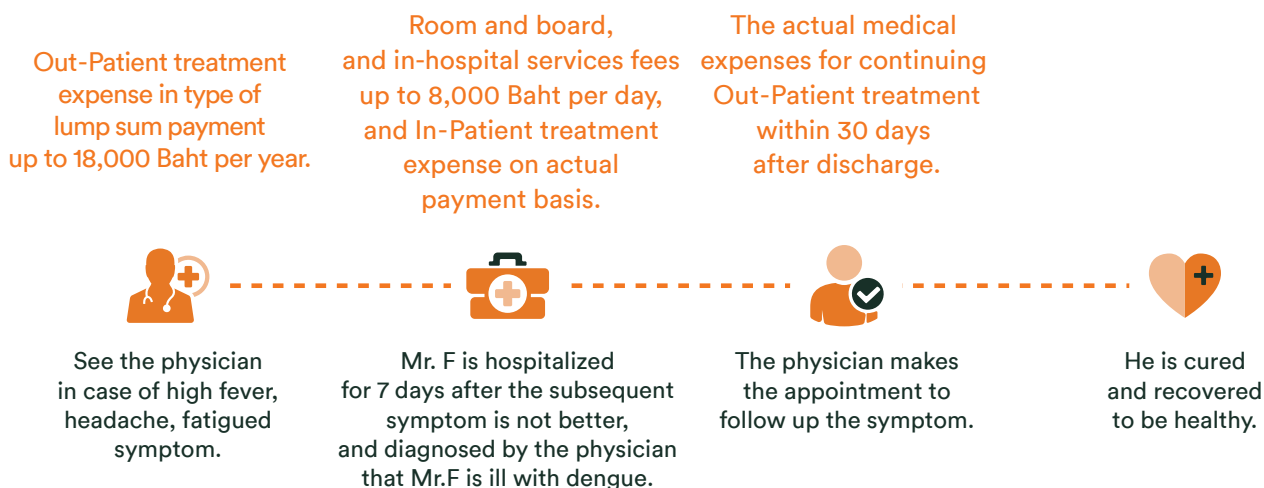 Out-Patient treatment
expense in type of
lump sum payment
up to 18,000 Baht per year.
Room and board,
and in-hospital services fees
up to 8,000 Baht per day,
and In-Patient treatment
expense on actual
payment basis.
The actual medical
expenses for continuing
Out-Patient treatment
within 30 days
after discharge.
See the physician
in case of high fever,
headache, fatigued
symptom.
Mr. F is hospitalized
for 7 days after the subsequent
symptom is not better,
and diagnosed by the physician
that Mr.F is ill with dengue.
The physician makes
the appointment to
follow up the symptom.
He is cured
and recovered
to be healthy.